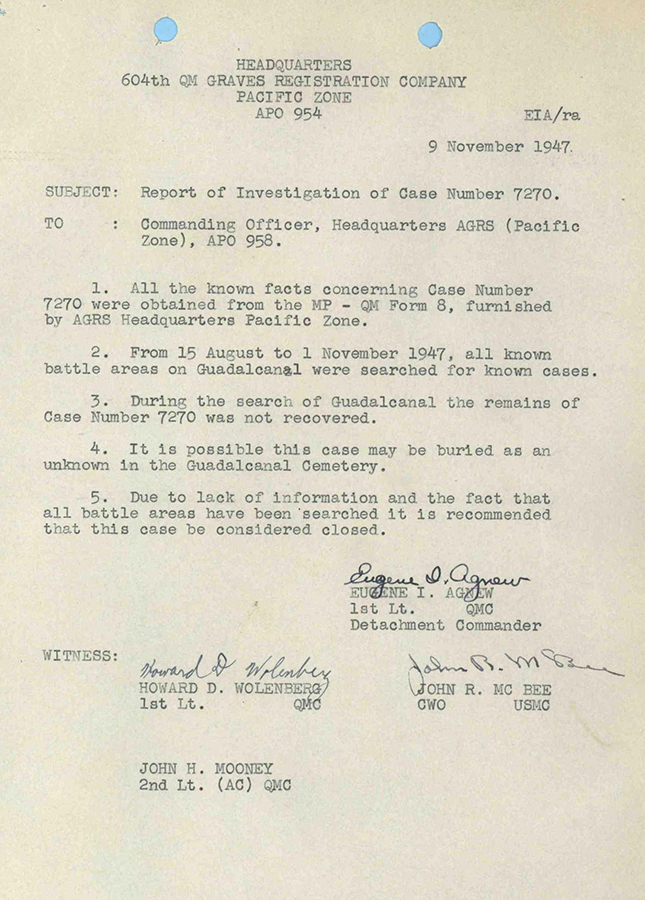 HEADQUARTERS
604th QM GRAVES REGISTRATION COMPANY
PACIFIC ZONE
APO 954
EIA/ra
9 November 1947.
SUBJECT: Report of Investigation of Case Number 7270.
TO : Commanding Officer, Headquarters AGRS (Pacific
Zone), APO 958.
1. All the known facts concerning Case Number
7270 were obtained from the MP - QM Form 8, furnished
by AGRS Headquarters Pacific Zone.
2. From 15 August to 1 November 1947, all known
battle areas on Guadalcanal were searched for known cases.
3. During the search of Guadalcanal the remains of
Case Number 7270 was not recovered.
4. It is possible this case may be buried as an
unknown in the Guadalcanal Cemetery.
5. Due to lack of information and the fact that
all battle areas have been searched it is recommended
that this case be considered closed.
Eugene I. Agnew
EUGENE I. AGNEW
1st Lt. QMC
Detachment Commander
WITNESS:
Howard D Wolenberg John R. McBee
HOWARD D. WOLENBERG JOHN R. MC BEE
1st Lt. QMC CWO USMC
JOHN H. MOONEY
2nd Lt. (AC) QMC